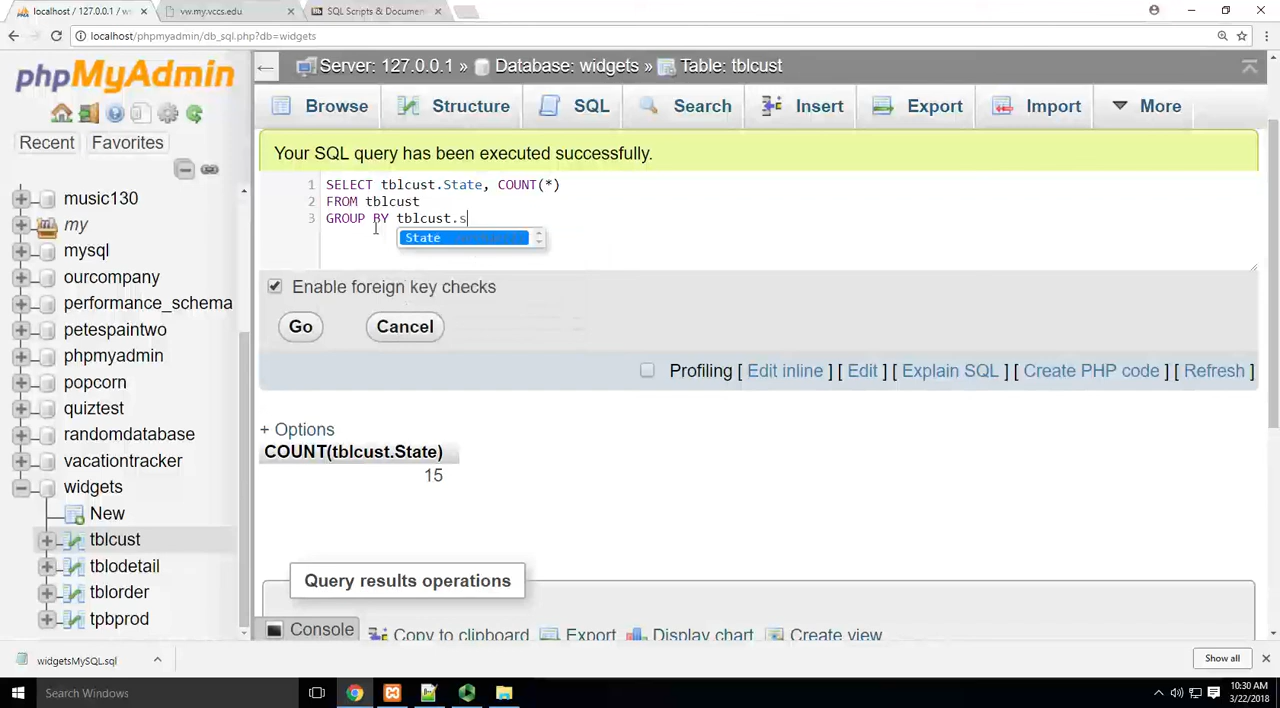 localhost / 127.0.0.1 / w
vw.my.vccs.edu
SQL Scripts & Documen
localhost/phpmyadmin/db_sql.php?db=widgets
phpMyAdmin
Recent
Favorites
music130
my
mysql
ourcompany
performance_schema
petespaintwo
phpmyadmin
popcorn
quiztest
randomdatabase
vacationtracker
widgets
New
tblcust
tblodetail
tblorder
tpbprod
Server: 127.0.0.1 » Database: widgets » Table: tblcust
Browse
Structure
SQL
Search
Insert
Export
Import
More
Your SQL query has been executed successfully.
1 SELECT tblcust.State, COUNT(*)
2 FROM tblcust
3 GROUP BY tblcust.s
State
Enable foreign key checks
Go
Cancel
Profiling [ Edit inline ] [ Edit ] [ Explain SQL ] [ Create PHP code ] [ Refresh ]
+ Options
COUNT(tblcust.State)
15
Query results operations
Console
Copy to clipboard
Export
Display chart
Create view
widgetsMySQL.sql
Show all
Search Windows
10:30 AM
3/22/2018